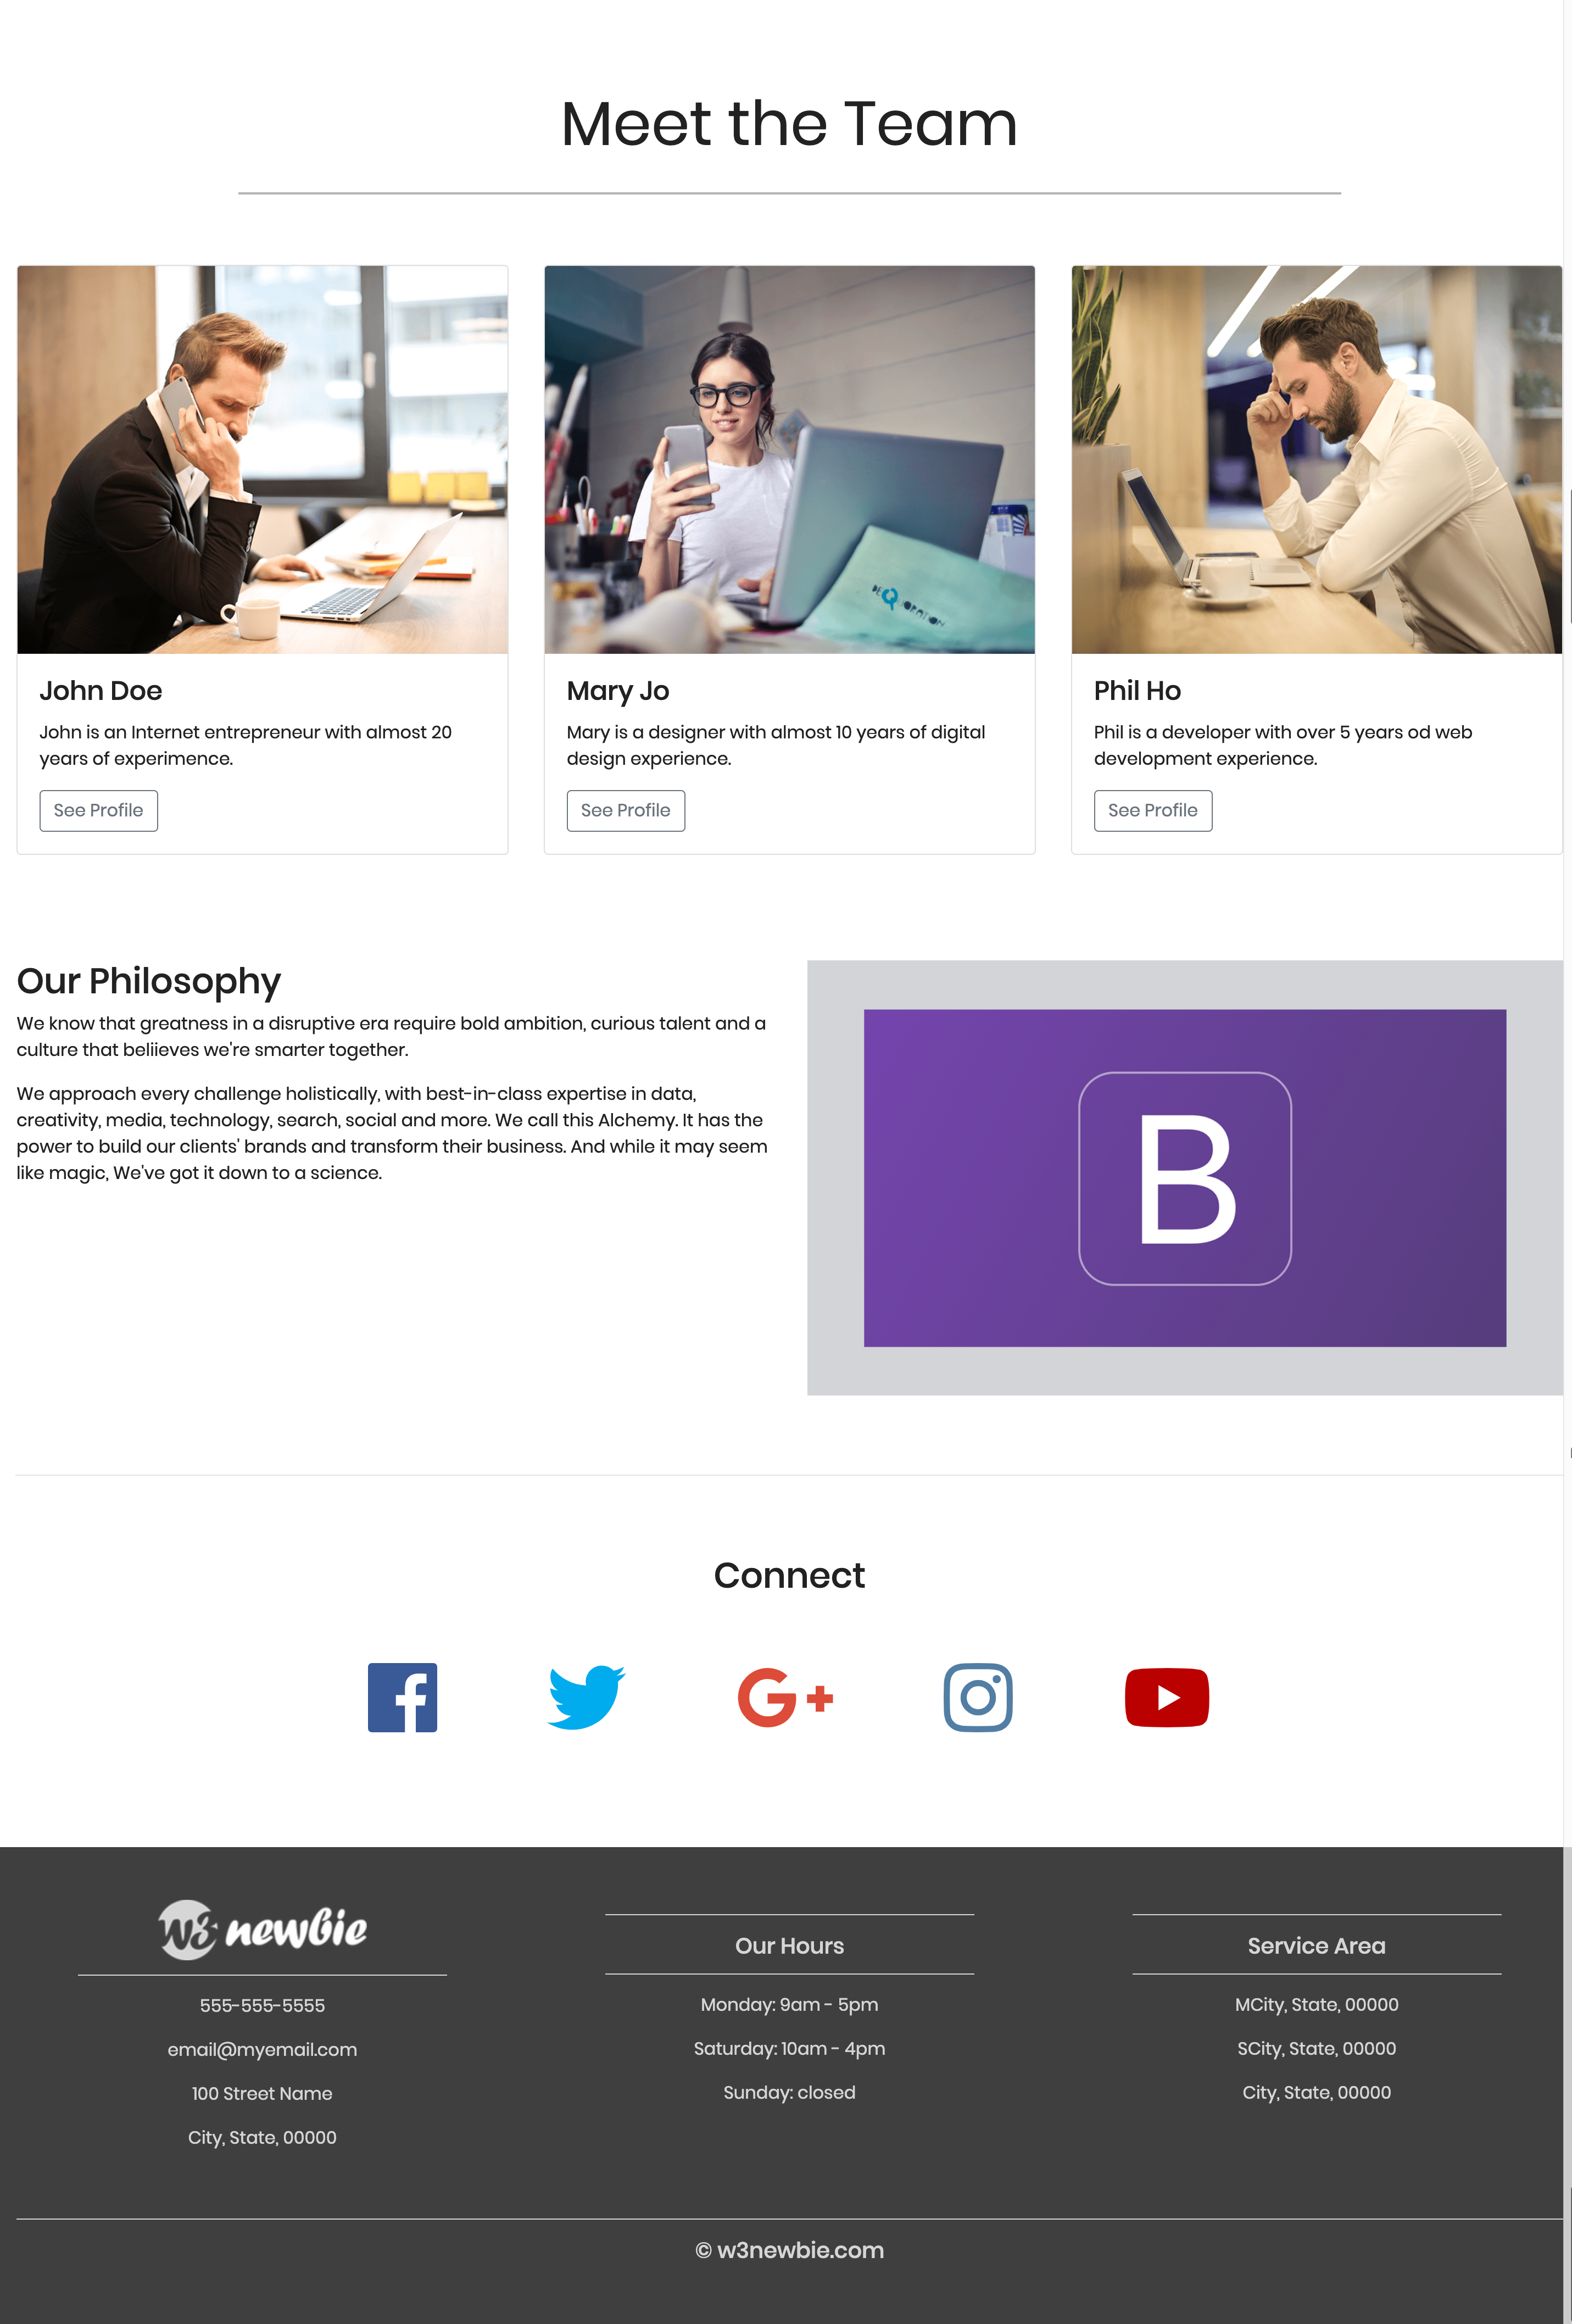 Meet the Team
John Doe
John is an Internet entrepreneur with almost 20
years of experimence.
See Profile
DEQJORATION
Mary Jo
Mary is a designer with almost 10 years of digital
design experience.
See Profile
Phil Ho
Phil is a developer with over 5 years od web
development experience.
See Profile
Our Philosophy
We know that greatness in a disruptive era require bold ambition, curious talent and a
culture that beliieves we're smarter together.
We approach every challenge holistically, with best-in-class expertise in data,
creativity, media, technology, search, social and more. We call this Alchemy. It has the
power to build our clients' brands and transform their business. And while it may seem
like magic, We've got it down to a science.
B
Connect
W3 newbie
555-555-5555
email@myemail.com
100 Street Name
City, State, 00000
Our Hours
Monday: 9am - 5pm
Saturday: 10am - 4pm
Sunday: closed
Service Area
MCity, State, 00000
SCity, State, 00000
City, State, 00000
© w3newbie.com